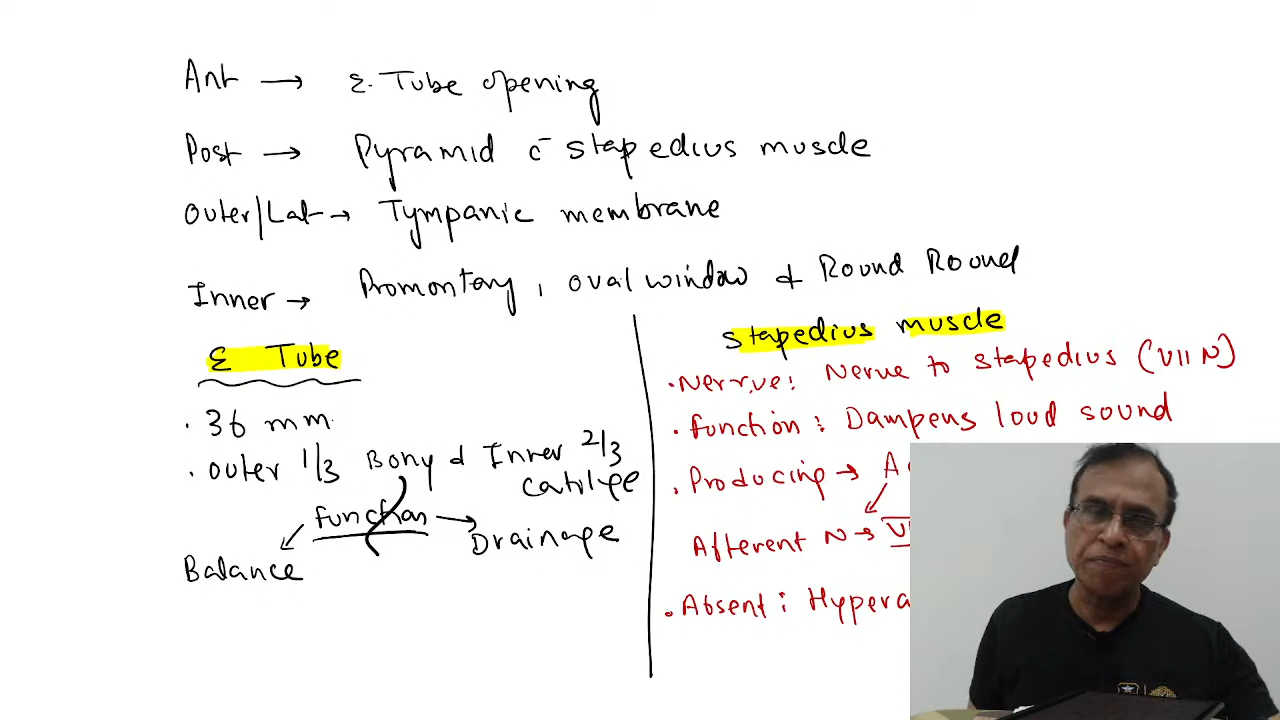 Ant → E. Tube opening
Post → Pyramid c̄ stapedius muscle
Outer/Lat → Tympanic membrane
Inner → Promontory, oval window & Round Round
E Tube
· 36 mm.
· outer 1/3 Bony & Inner 2/3
catilge
function → Drainage
Balance
stapedius muscle
· Nerve: Nerve to stapedius (VII N)
· function: Dampens loud sound
· Producing → A
Afferent N →
· Absent: Hypera